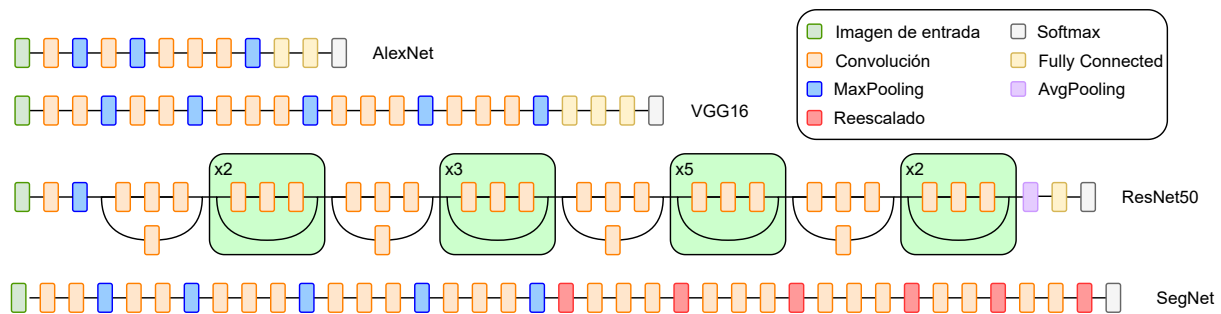 AlexNet
Imagen de entrada
Softmax
Convolución
Fully Connected
MaxPooling
AvgPooling
Reescalado
VGG16
x2
x3
x5
x2
ResNet50
SegNet